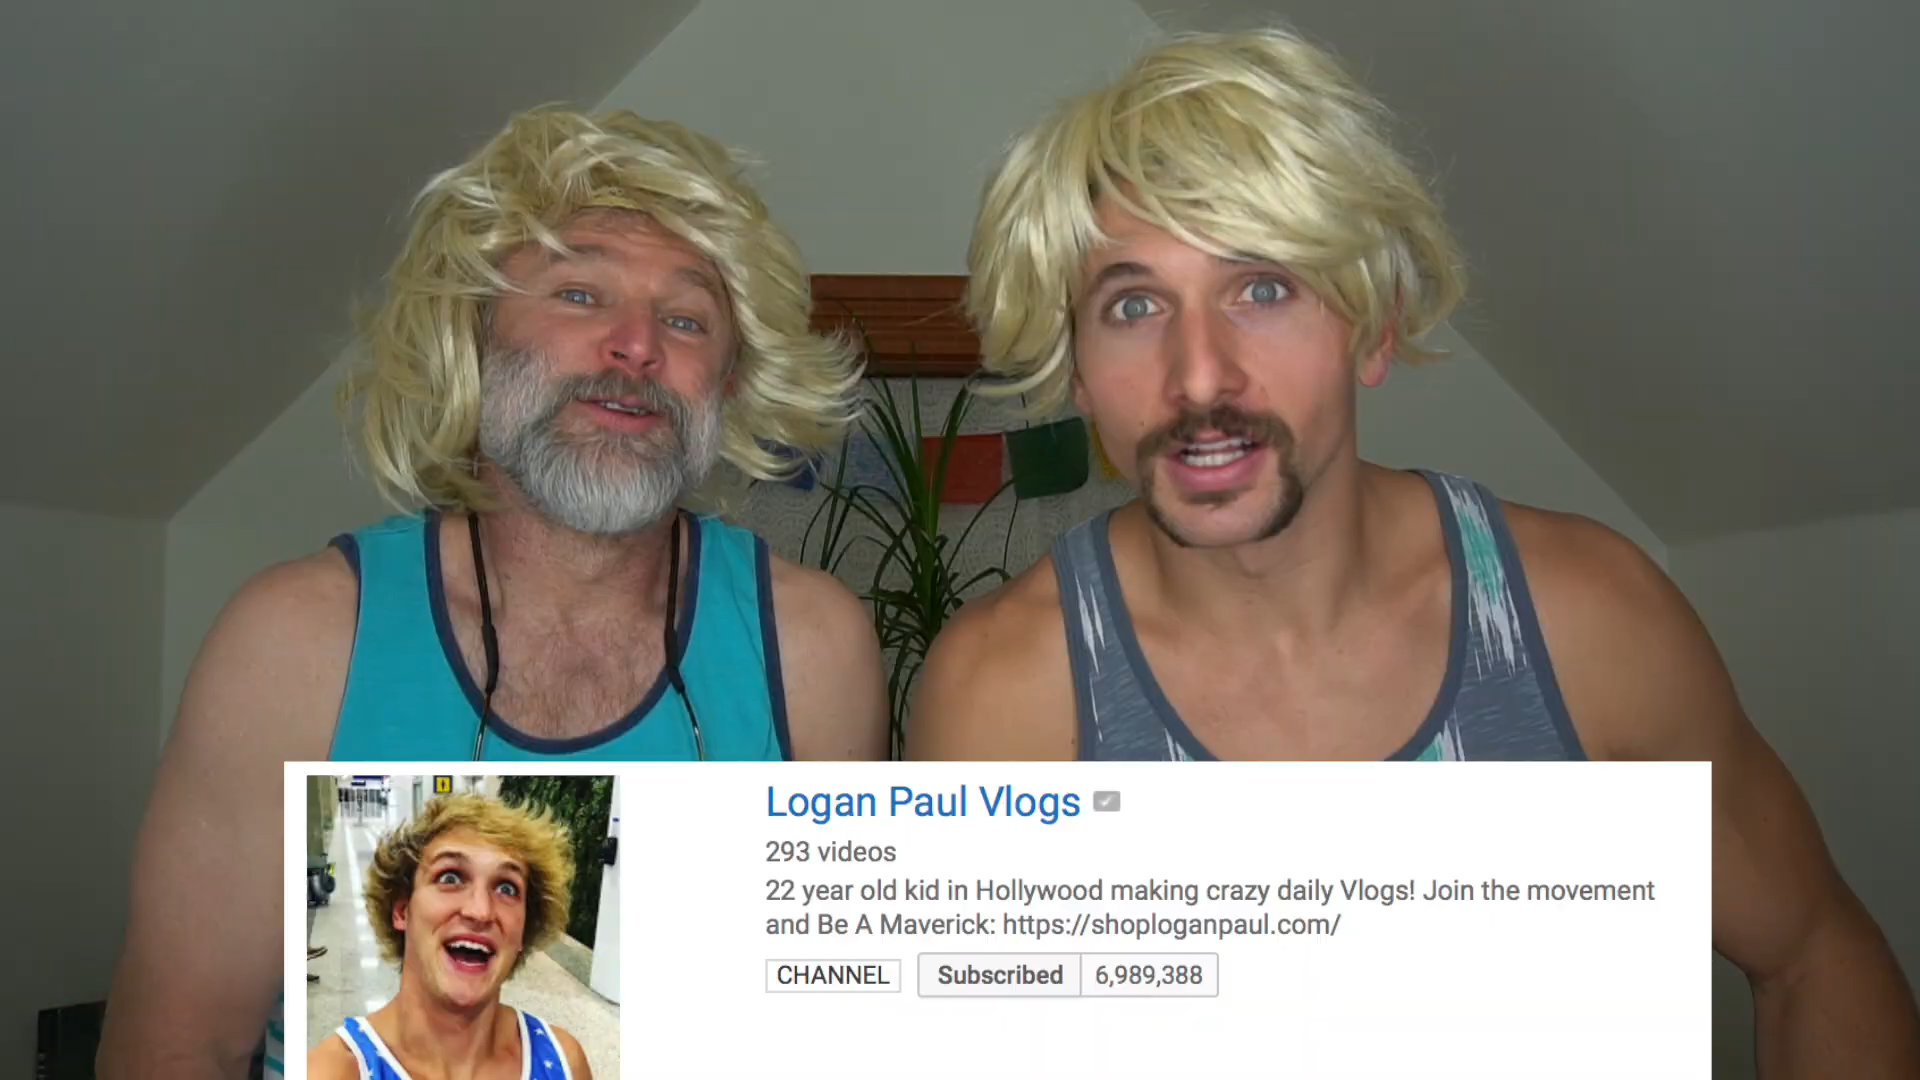 Logan Paul Vlogs
293 videos
22 year old kid in Hollywood making crazy daily Vlogs! Join the movement
and Be A Maverick: https://shoploganpaul.com/
CHANNEL
Subscribed 6,989,388